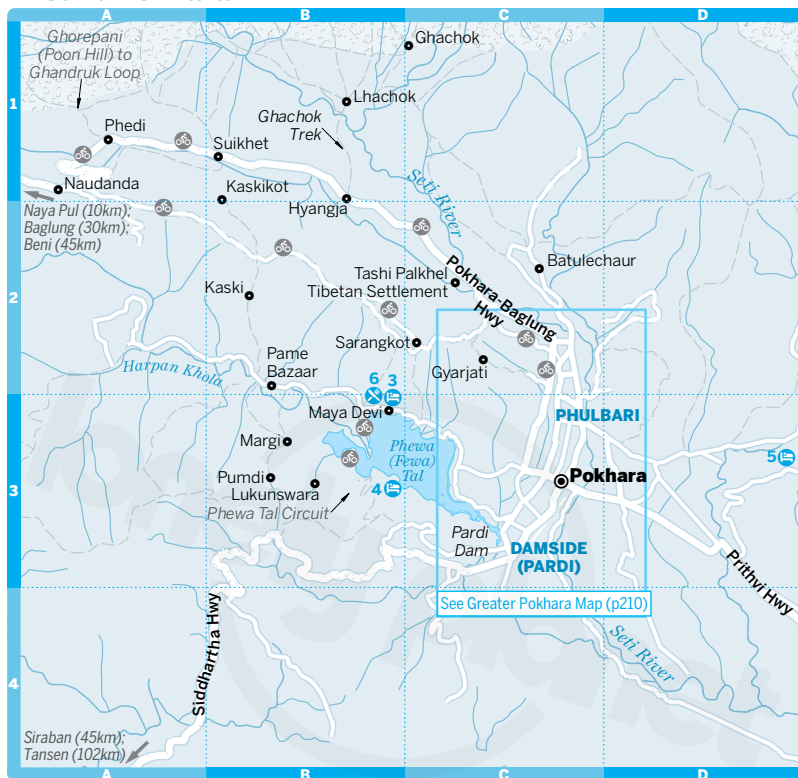 A
B
C
D
Ghorepani
(Poon Hill) to
Ghandruk Loop
Ghachok
1
Lhachok
Ghachok
Trek
Phedi
Suikhet
Seti River
Naudanda
Kaskikot
Hyangja
Naya Pul (10km);
Baglung (30km);
Beni (45km)
Batulechaur
2
Kaski
Tashi Palkhel
Tibetan Settlement
Pokhara-Baglung
Hwy
Sarangkot
Gyarjati
Harpan Khola
Pame
Bazaar
6
3
Maya Devi
PHULBARI
Margi
Phewa
(Fewa)
Tal
5
3
Pumdi
Pokhara
Lukunswara
4
Phewa Tal Circuit
Pardi
Dam
DAMSIDE
(PARDI)
Prithvi Hwy
See Greater Pokhara Map (p210)
Siddhartha Hwy
Seti River
4
Siraban (45km);
Tansen (102km)
A
B
C
D
lonely planet